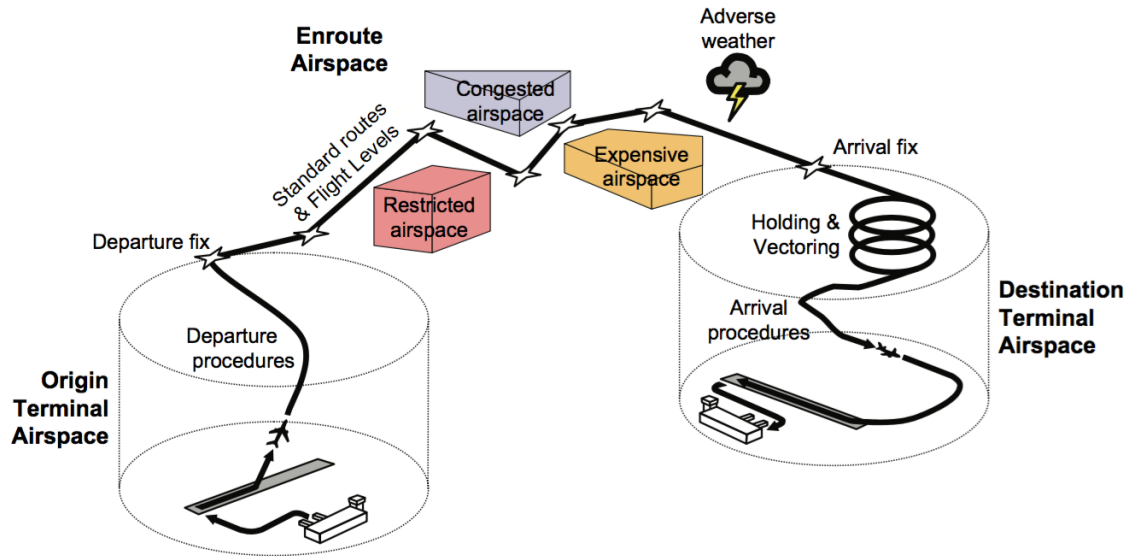 Enroute
Airspace
Adverse
weather
Congested
airspace
Standard routes
& Flight Levels
Expensive
airspace
Arrival fix
Restricted
airspace
Departure fix
Holding &
Vectoring
Departure
procedures
Arrival
procedures
Destination
Terminal
Airspace
Origin
Terminal
Airspace